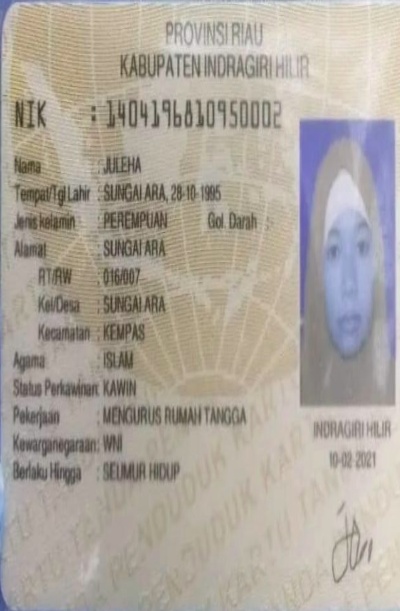 PROVINSI RIAU
KABUPATEN INDRAGIRI HILIR
NIK : 1404196810950002
Nama : JULEHA
Tempat/Tgl Lahir : SUNGAI ARA, 28-10-1995
Jenis kelamin : PEREMPUAN Gol. Darah :
Alamat : SUNGAI ARA
RT/RW : 016/007
Kel/Desa : SUNGAI ARA
Kecamatan : KEMPAS
Agama : ISLAM
Status Perkawinan: KAWIN
Pekerjaan : MENGURUS RUMAH TANGGA
Kewarganegaraan: WNI
Berlaku Hingga : SEUMUR HIDUP
INDRAGIRI HILIR
10-02-2021